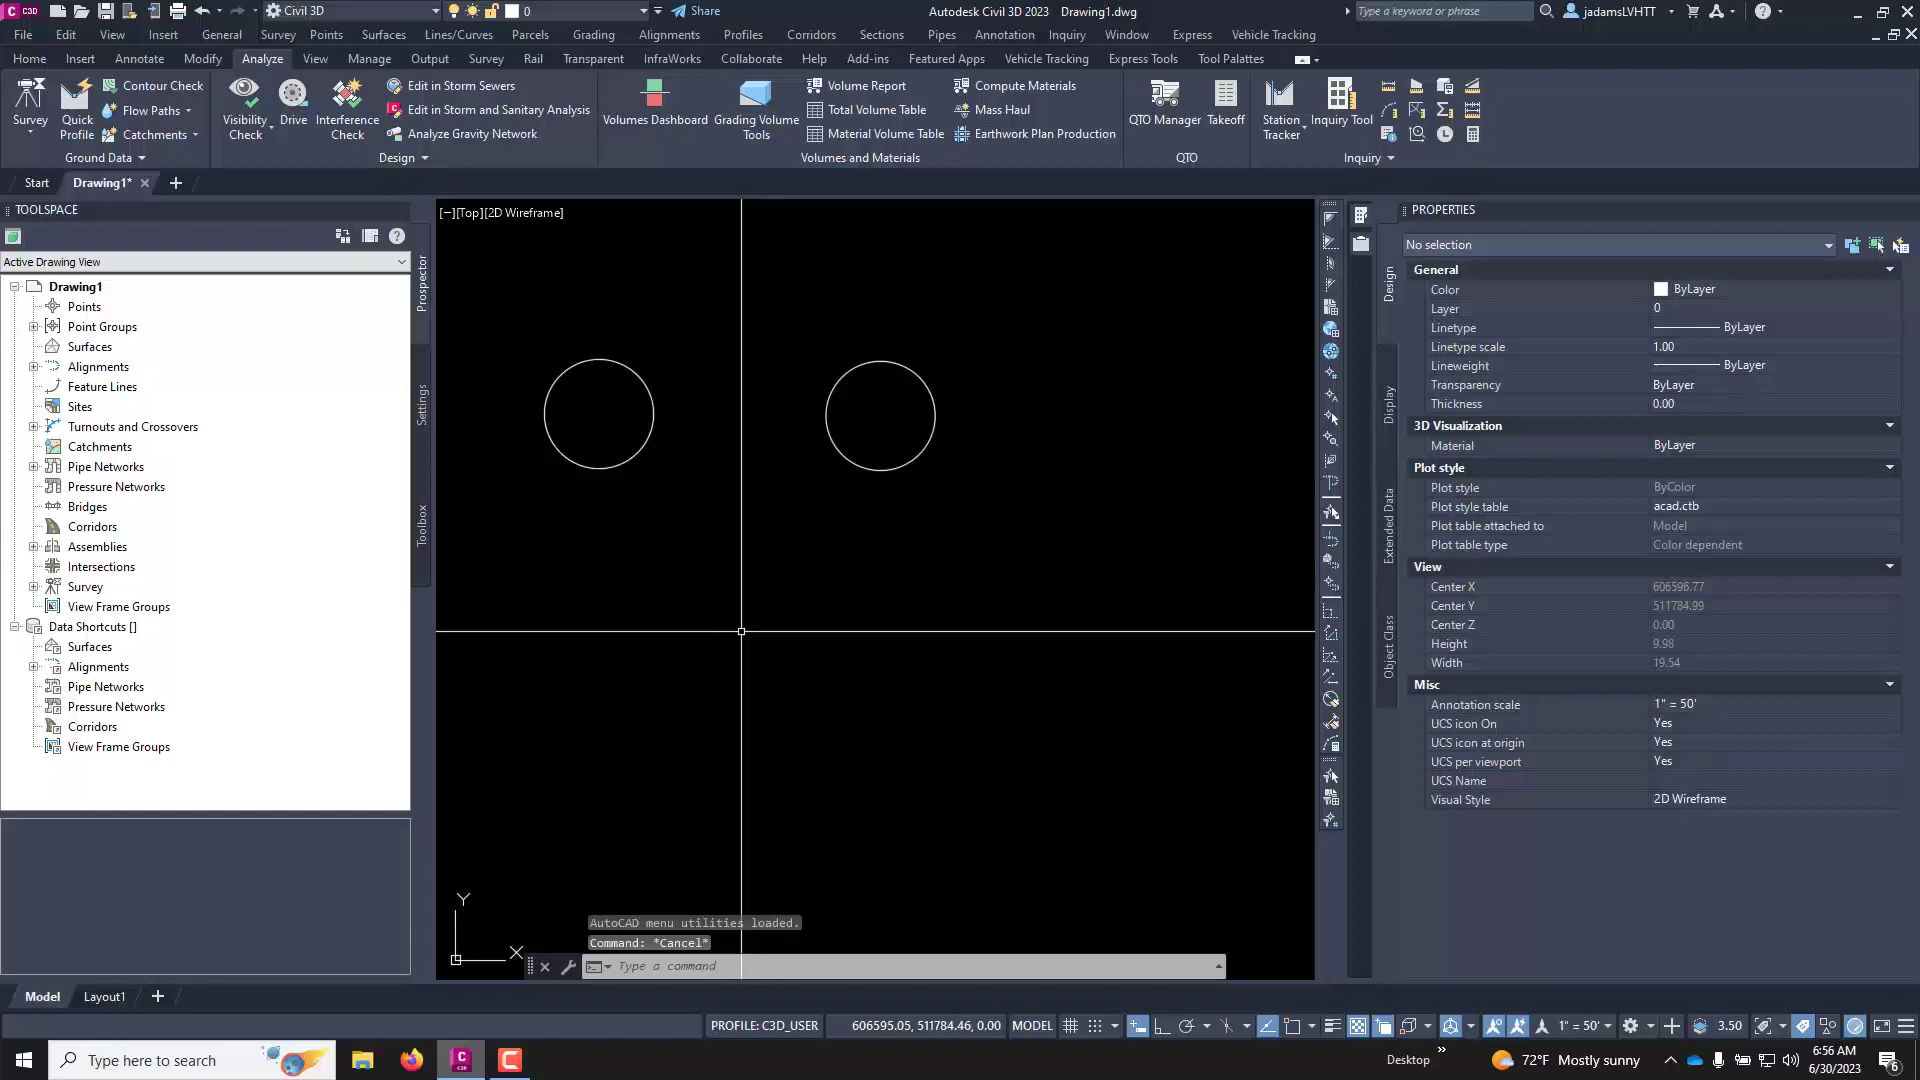 C3D
Civil 3D
0
Share
Autodesk Civil 3D 2023 Drawing1.dwg
Type a keyword or phrase
jadamsLVHTT
File Edit View Insert General Survey Points Surfaces Lines/Curves Parcels Grading Alignments Profiles Corridors Sections Pipes Annotation Inquiry Window Express Vehicle Tracking
Home Insert Annotate Modify Analyze View Manage Output Survey Rail Transparent InfraWorks Collaborate Help Add-ins Featured Apps Vehicle Tracking Express Tools Tool Palettes
Survey
Quick Profile
Contour Check
Flow Paths
Catchments
Ground Data
Visibility Check
Drive
Interference Check
Edit in Storm Sewers
Edit in Storm and Sanitary Analysis
Analyze Gravity Network
Design
Volumes Dashboard
Grading Volume Tools
Volume Report
Total Volume Table
Material Volume Table
Compute Materials
Mass Haul
Earthwork Plan Production
Volumes and Materials
QTO Manager
Takeoff
QTO
Station Tracker
Inquiry Tool
Inquiry
Start
Drawing1*
TOOLSPACE
Active Drawing View
Drawing1
Points
Point Groups
Surfaces
Alignments
Feature Lines
Sites
Turnouts and Crossovers
Catchments
Pipe Networks
Pressure Networks
Bridges
Corridors
Assemblies
Intersections
Survey
View Frame Groups
Data Shortcuts []
Surfaces
Alignments
Pipe Networks
Pressure Networks
Corridors
View Frame Groups
Prospector
Settings
Toolbox
[−][Top][2D Wireframe]
Y
X
AutoCAD menu utilities loaded.
Command: *Cancel*
Type a command
PROPERTIES
No selection
Design
Display
Extended Data
Object Class
General
Color ByLayer
Layer 0
Linetype ByLayer
Linetype scale 1.00
Lineweight ByLayer
Transparency ByLayer
Thickness 0.00
3D Visualization
Material ByLayer
Plot style
Plot style ByColor
Plot style table acad.ctb
Plot table attached to Model
Plot table type Color dependent
View
Center X 606596.77
Center Y 511784.99
Center Z 0.00
Height 9.98
Width 19.54
Misc
Annotation scale 1" = 50'
UCS icon On Yes
UCS icon at origin Yes
UCS per viewport Yes
UCS Name
Visual Style 2D Wireframe
Model
Layout1
PROFILE: C3D_USER
606595.05, 511784.46, 0.00
MODEL
1" = 50'
3.50
Type here to search
Desktop
72°F Mostly sunny
6:56 AM
6/30/2023
6